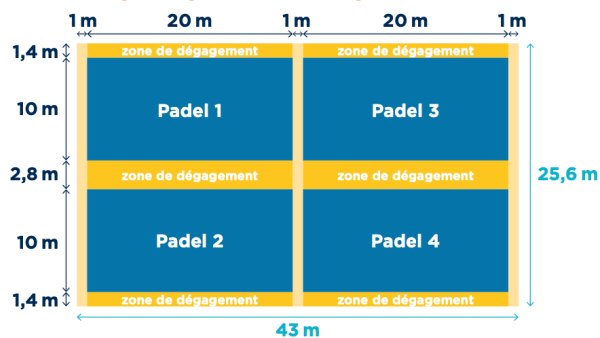 1 m 20 m 1 m 20 m 1 m
1,4 m zone de dégagement zone de dégagement
10 m Padel 1 Padel 3
2,8 m zone de dégagement zone de dégagement 25,6 m
10 m Padel 2 Padel 4
1,4 m zone de dégagement zone de dégagement
43 m